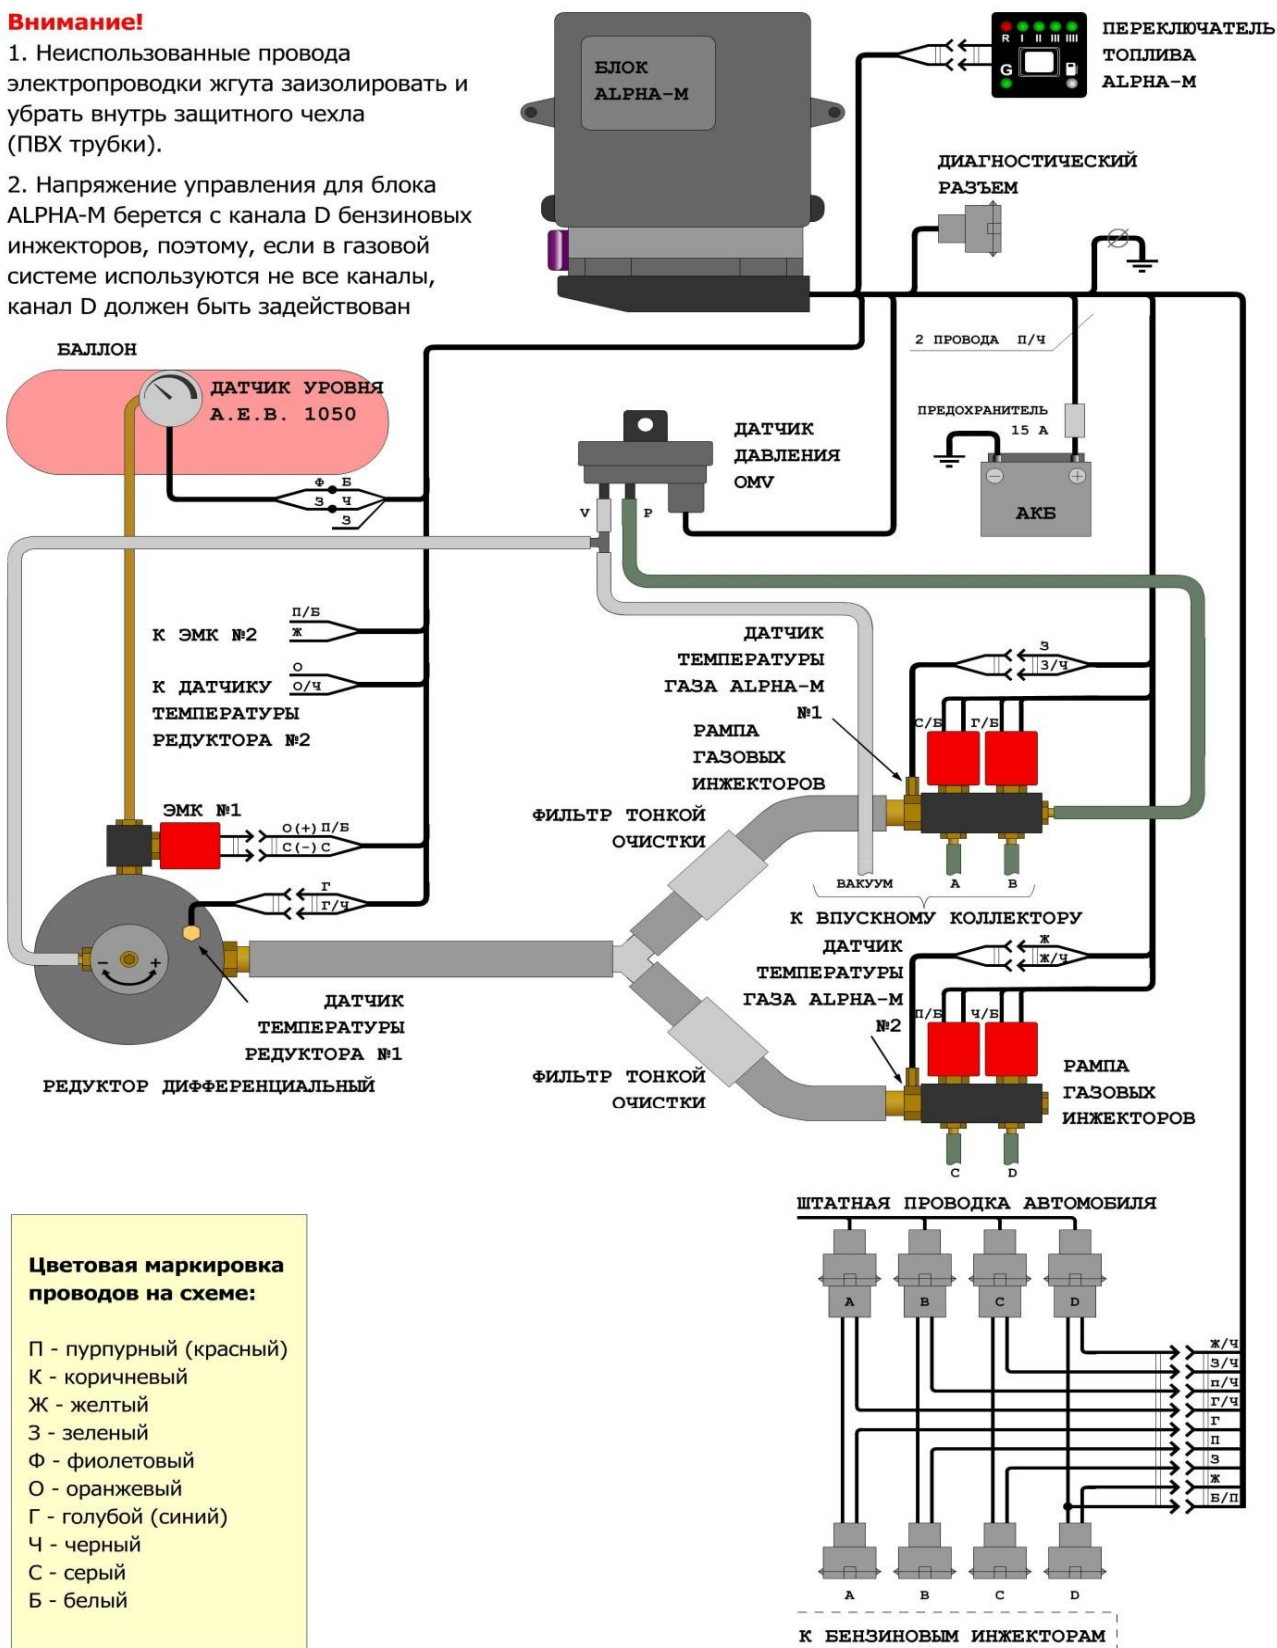 Внимание!
1. Неиспользованные провода
электропроводки жгута заизолировать и
убрать внутрь защитного чехла
(ПВХ трубки).
2. Напряжение управления для блока
ALPHA-M берется с канала D бензиновых
инжекторов, поэтому, если в газовой
системе используются не все каналы,
канал D должен быть задействован
БЛОК
ALPHA-M
R I II III IIII
G
ПЕРЕКЛЮЧАТЕЛЬ
ТОПЛИВА
ALPHA-M
ДИАГНОСТИЧЕСКИЙ
РАЗЪЕМ
2 ПРОВОДА П/Ч
ПРЕДОХРАНИТЕЛЬ
15 А
− +
АКБ
БАЛЛОН
ДАТЧИК УРОВНЯ
А.Е.В. 1050
Ф Б
З Ч
З
ДАТЧИК
ДАВЛЕНИЯ
OMV
V P
К ЭМК №2
П/Б
Ж
К ДАТЧИКУ
ТЕМПЕРАТУРЫ
РЕДУКТОРА №2
О
О/Ч
ДАТЧИК
ТЕМПЕРАТУРЫ
ГАЗА ALPHA-M
№1
З
З/Ч
С/Б Г/Б
РАМПА
ГАЗОВЫХ
ИНЖЕКТОРОВ
ФИЛЬТР ТОНКОЙ
ОЧИСТКИ
ЭМК №1
О(+) П/Б
С(-) С
Г
Г/Ч
ВАКУУМ A B
К ВПУСКНОМУ КОЛЛЕКТОРУ
− +
ДАТЧИК
ТЕМПЕРАТУРЫ
РЕДУКТОРА №1
РЕДУКТОР ДИФФЕРЕНЦИАЛЬНЫЙ
ДАТЧИК
ТЕМПЕРАТУРЫ
ГАЗА ALPHA-M
№2
Ж
Ж/Ч
П/Б Ч/Б
ФИЛЬТР ТОНКОЙ
ОЧИСТКИ
РАМПА
ГАЗОВЫХ
ИНЖЕКТОРОВ
C D
ШТАТНАЯ ПРОВОДКА АВТОМОБИЛЯ
A B C D
Ж/Ч
З/Ч
П/Ч
Г/Ч
Г
П
З
Ж
Б/П
A B C D
К БЕНЗИНОВЫМ ИНЖЕКТОРАМ
Цветовая маркировка
проводов на схеме:
П - пурпурный (красный)
К - коричневый
Ж - желтый
З - зеленый
Ф - фиолетовый
О - оранжевый
Г - голубой (синий)
Ч - черный
С - серый
Б - белый